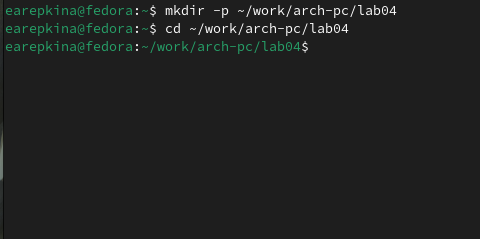 earepkina@fedora:~$ mkdir -p ~/work/arch-pc/lab04
earepkina@fedora:~$ cd ~/work/arch-pc/lab04
earepkina@fedora:~/work/arch-pc/lab04$